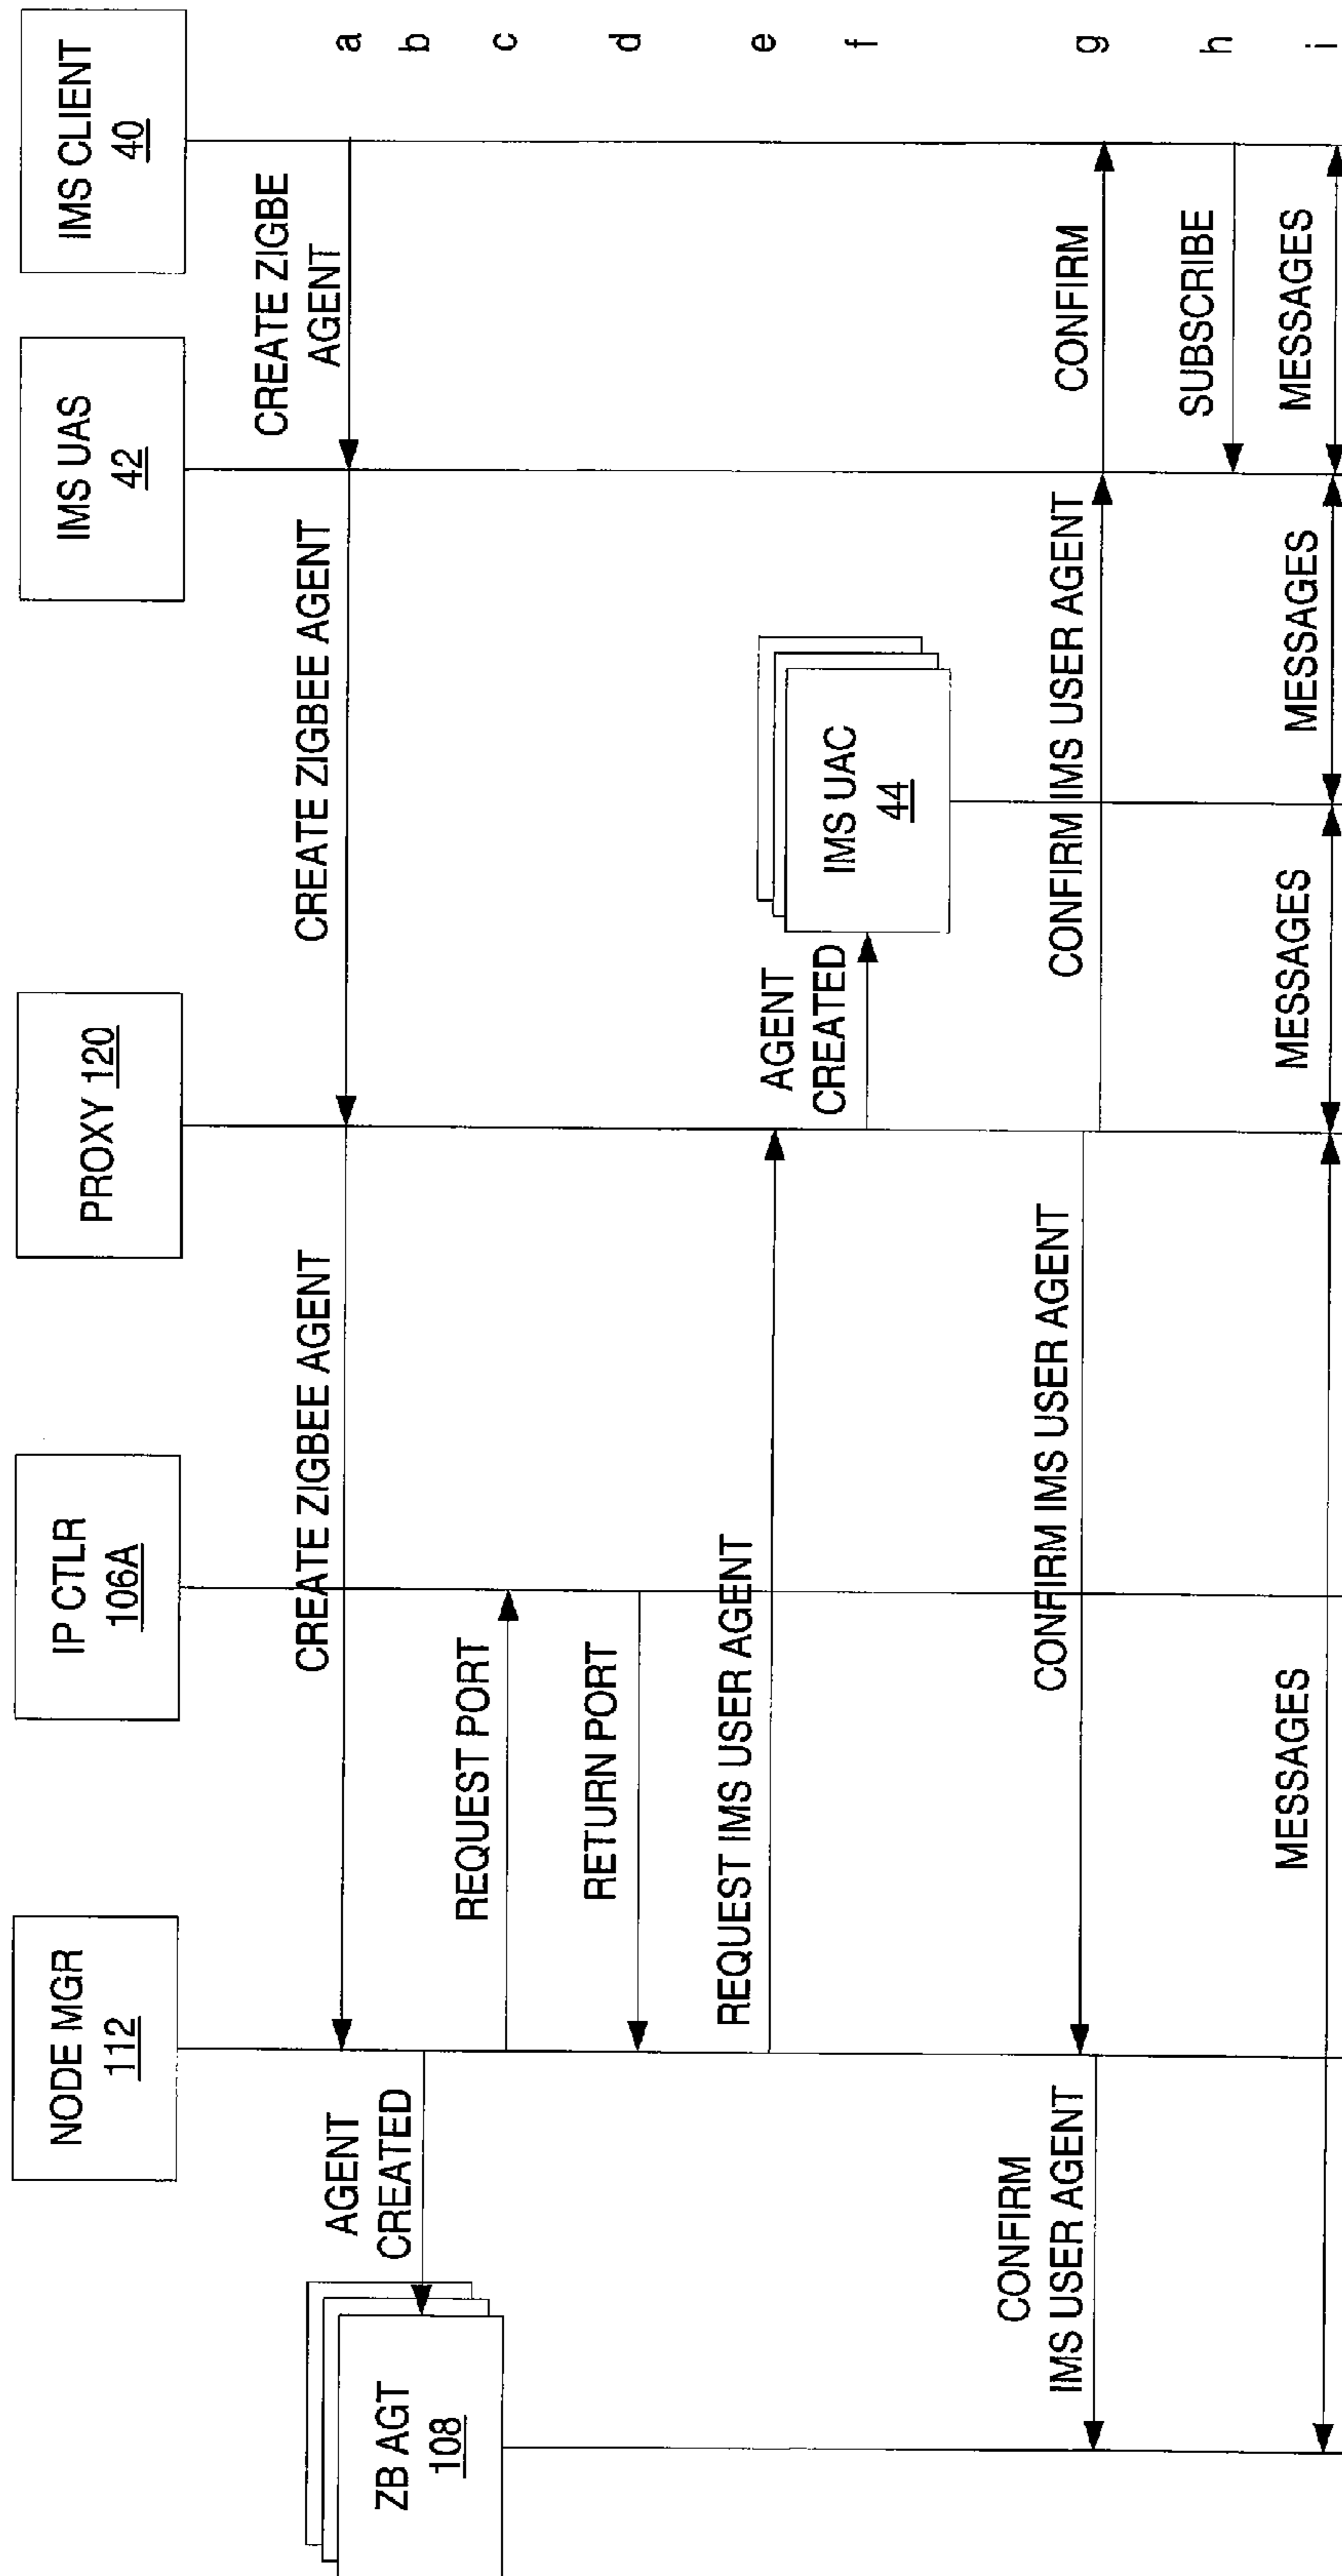 NODE MGR
112
IP CTLR
106A
PROXY 120
IMS UAS
42
IMS CLIENT
40
CREATE ZIGBE
AGENT
CREATE ZIGBEE AGENT
CREATE ZIGBEE AGENT
a
AGENT
CREATED
b
ZB AGT
108
REQUEST PORT
c
RETURN PORT
d
REQUEST IMS USER AGENT
e
AGENT
CREATED
f
IMS UAC
44
CONFIRM
IMS USER AGENT
CONFIRM IMS USER AGENT
CONFIRM IMS USER AGENT
CONFIRM
g
SUBSCRIBE
h
MESSAGES
MESSAGES
MESSAGES
MESSAGES
i